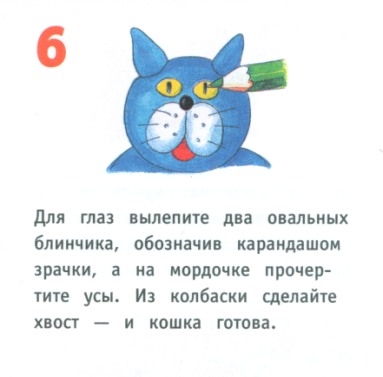 6
Для глаз вылепите два овальных
блинчика, обозначив карандашом
зрачки, а на мордочке прочер-
тите усы. Из колбаски сделайте
хвост — и кошка готова.